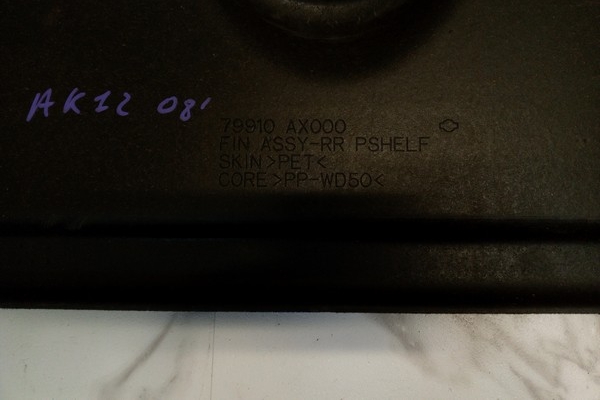 AK12 08'
79910 AX000
FIN ASSY-RR PSHELF
SKIN>PET<
CORE>PP-WD50<